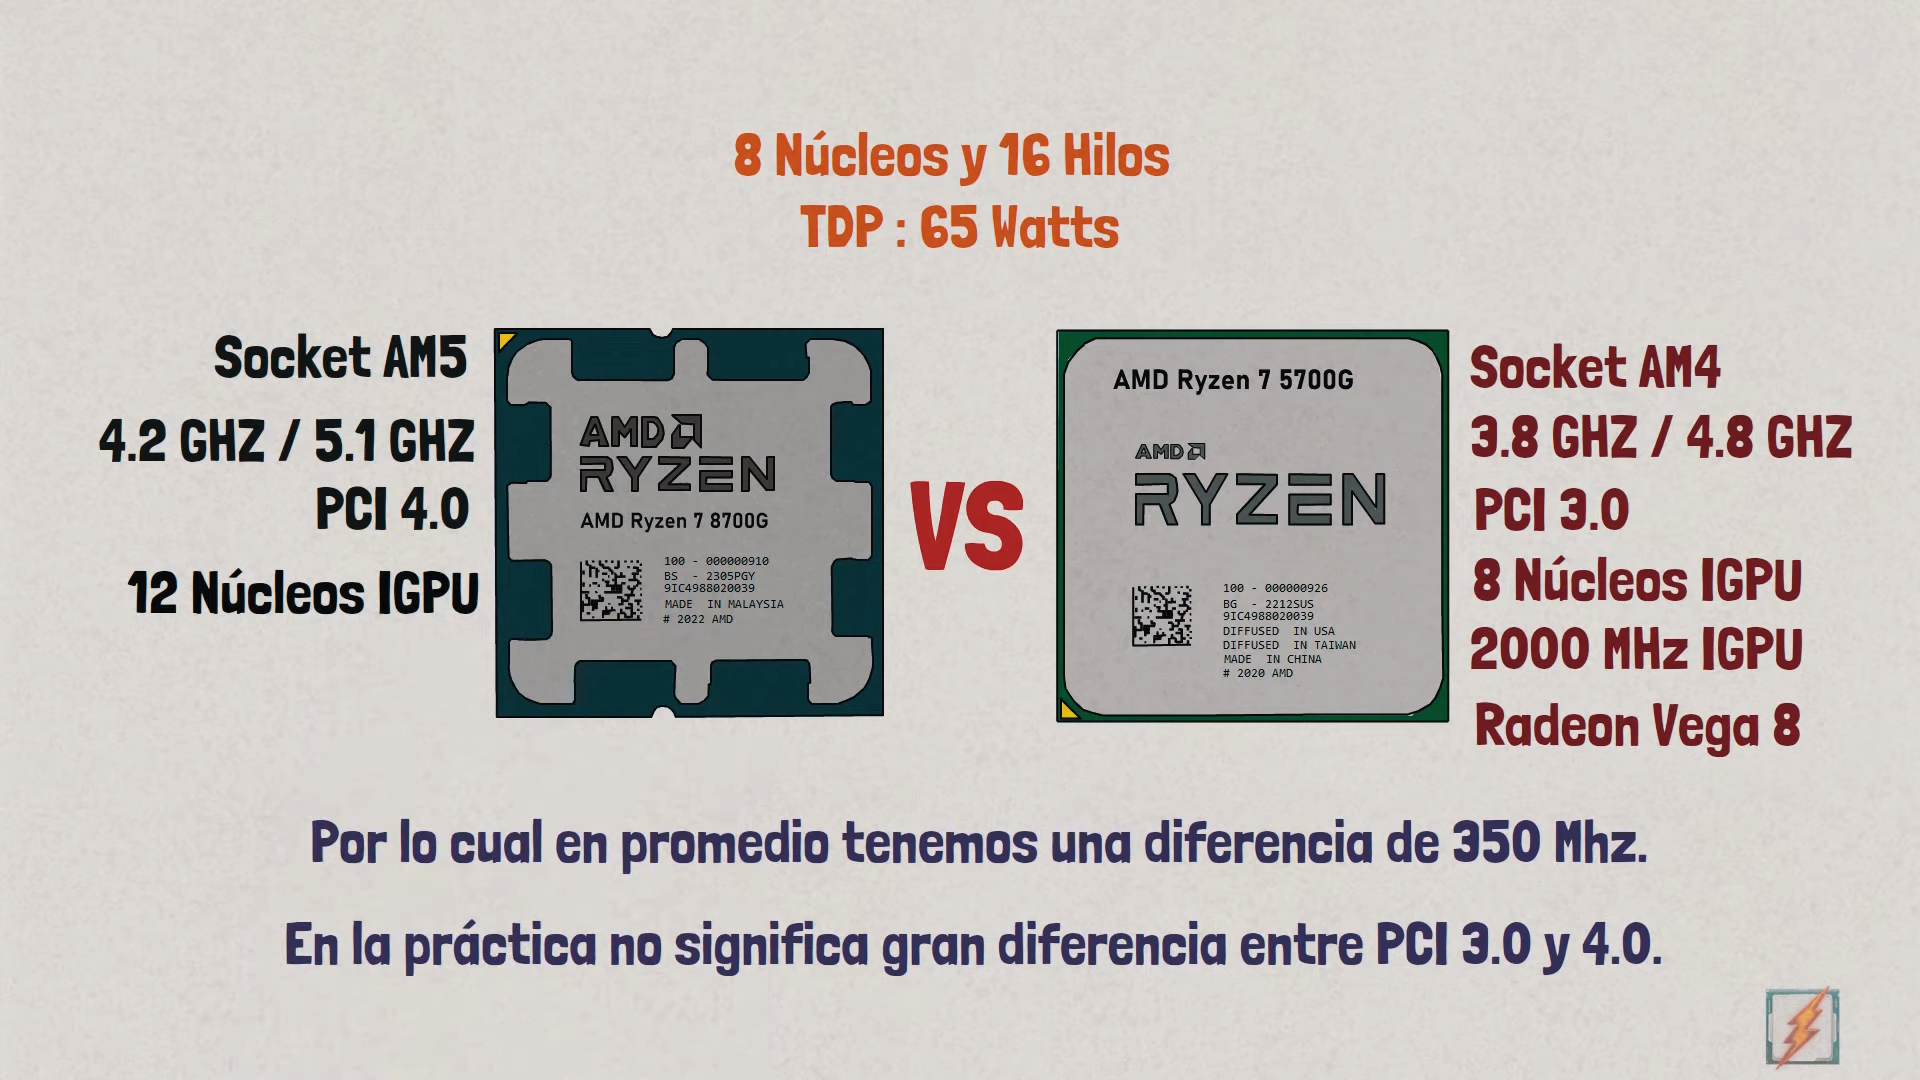 8 Núcleos y 16 Hilos
TDP : 65 Watts
Socket AM5
4.2 GHZ / 5.1 GHZ
PCI 4.0
12 Núcleos IGPU
AMD
RYZEN
AMD Ryzen 7 8700G
100 - 000000910
BS - 2305PGY
9IC4988020039
MADE IN MALAYSIA
# 2022 AMD
VS
AMD Ryzen 7 5700G
AMD
RYZEN
100 - 000000926
BG - 2212SUS
9IC4988020039
DIFFUSED IN USA
DIFFUSED IN TAIWAN
MADE IN CHINA
# 2020 AMD
Socket AM4
3.8 GHZ / 4.8 GHZ
PCI 3.0
8 Núcleos IGPU
2000 MHz IGPU
Radeon Vega 8
Por lo cual en promedio tenemos una diferencia de 350 Mhz.
En la práctica no significa gran diferencia entre PCI 3.0 y 4.0.